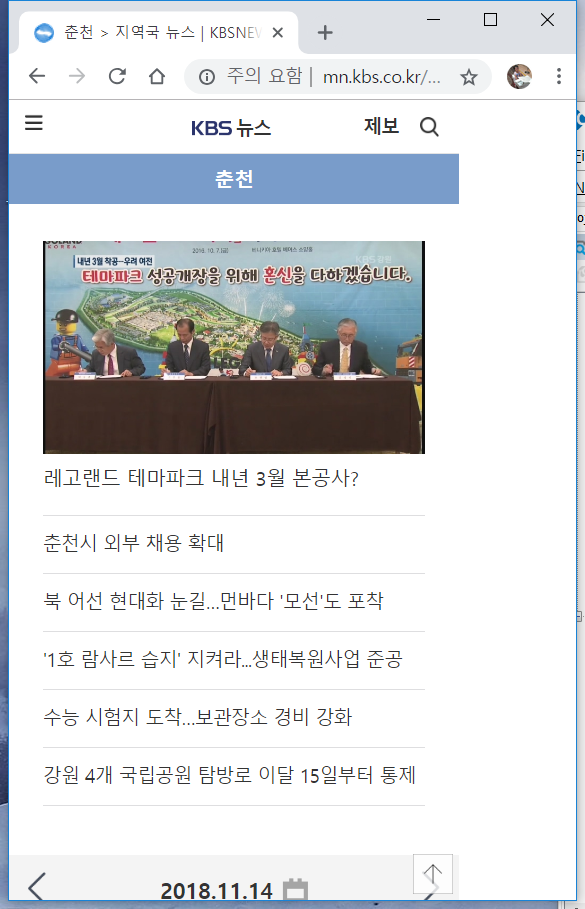 춘천 > 지역국 뉴스 | KBSNEW
주의 요함 | mn.kbs.co.kr/...
KBS 뉴스
제보
춘천
KOREA
2018. 10. 7.(금)
내년 3월 착공…우려 여전
KBS
테마파크 성공개장을 위해 혼신을 다하겠습니다.
레고랜드 테마파크 내년 3월 본공사?
춘천시 외부 채용 확대
북 어선 현대화 눈길...먼바다 '모선'도 포착
'1호 람사르 습지' 지켜라...생태복원사업 준공
수능 시험지 도착...보관장소 경비 강화
강원 4개 국립공원 탐방로 이달 15일부터 통제
2018.11.14